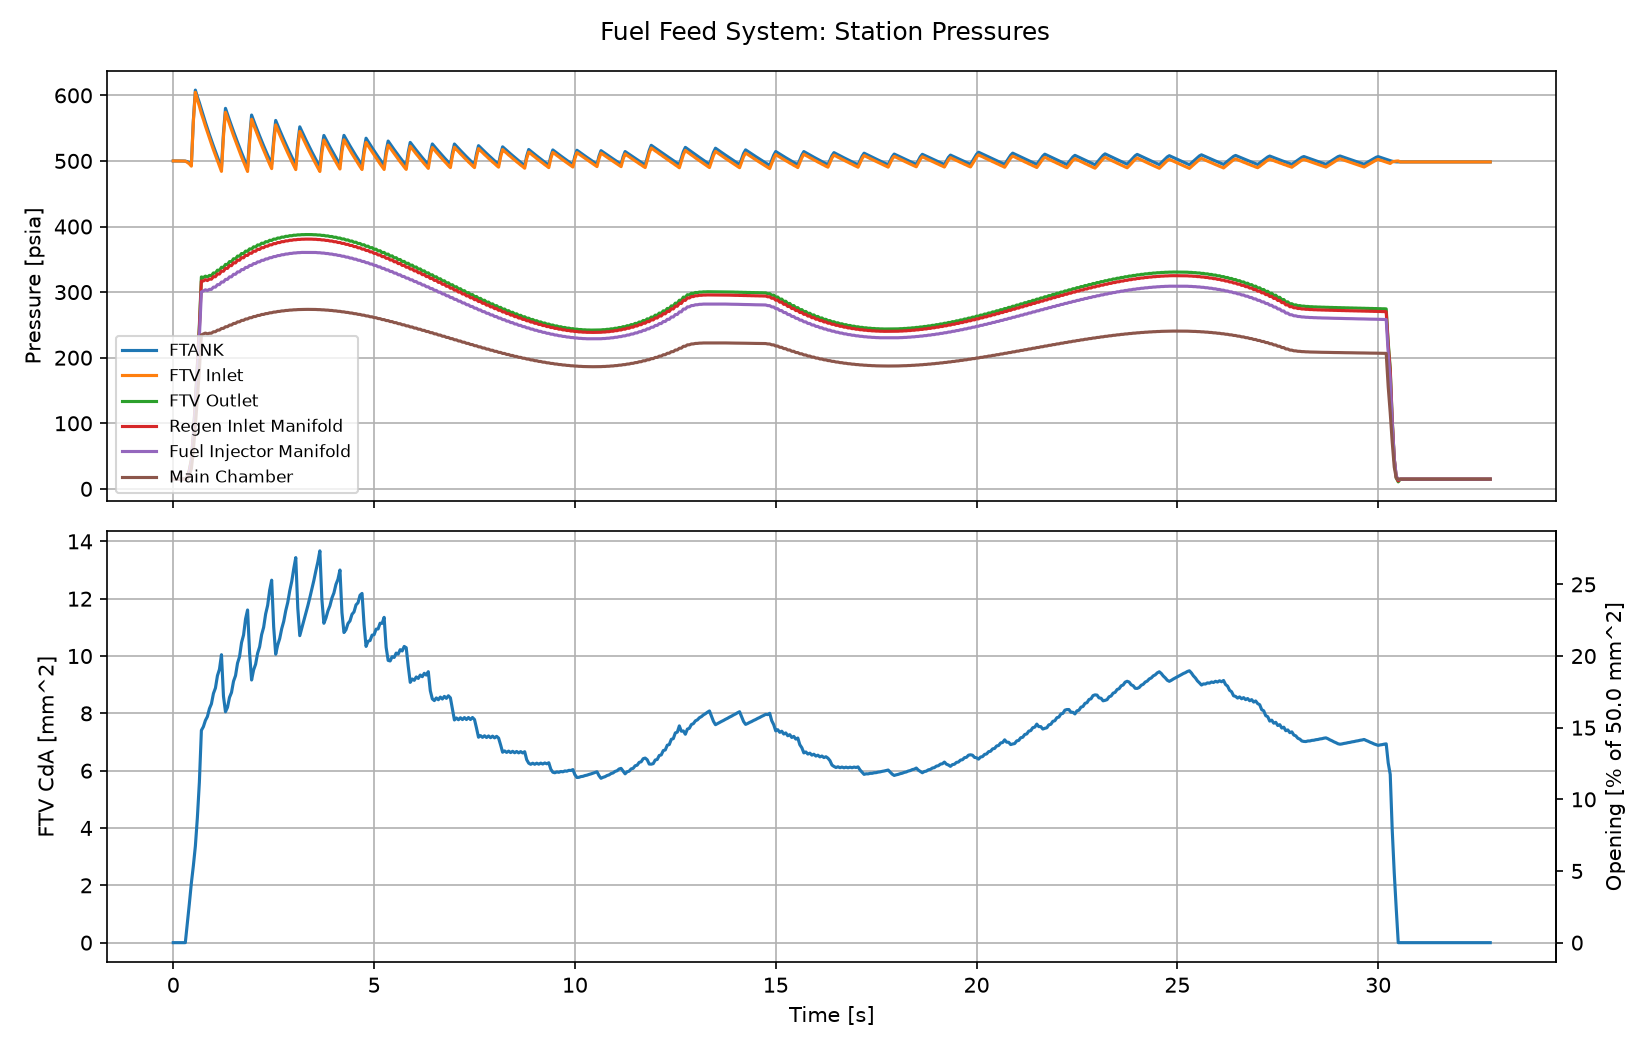 Fuel Feed System: Station Pressures
Pressure [psia]
600
500
400
300
200
100
0
FTANK
FTV Inlet
FTV Outlet
Regen Inlet Manifold
Fuel Injector Manifold
Main Chamber
FTV CdA [mm^2]
14
12
10
8
6
4
2
0
25
20
15
10
5
0
Opening [% of 50.0 mm^2]
0 5 10 15 20 25 30
Time [s]